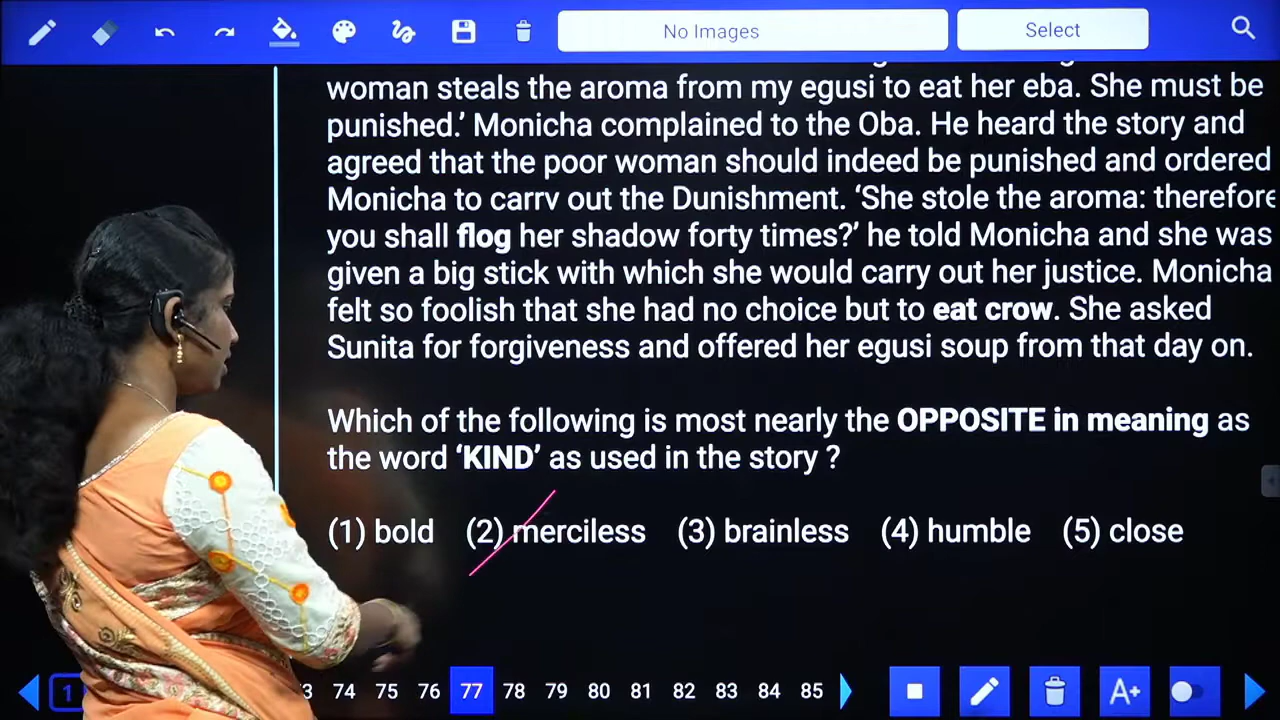 No Images
Select
woman steals the aroma from my egusi to eat her eba. She must be
punished.’ Monicha complained to the Oba. He heard the story and
agreed that the poor woman should indeed be punished and ordered
Monicha to carrv out the Dunishment. ‘She stole the aroma: therefore
you shall flog her shadow forty times?’ he told Monicha and she was
given a big stick with which she would carry out her justice. Monicha
felt so foolish that she had no choice but to eat crow. She asked
Sunita for forgiveness and offered her egusi soup from that day on.
Which of the following is most nearly the OPPOSITE in meaning as
the word ‘KIND’ as used in the story ?
(1) bold (2) merciless (3) brainless (4) humble (5) close
1 3 74 75 76 77 78 79 80 81 82 83 84 85 A+